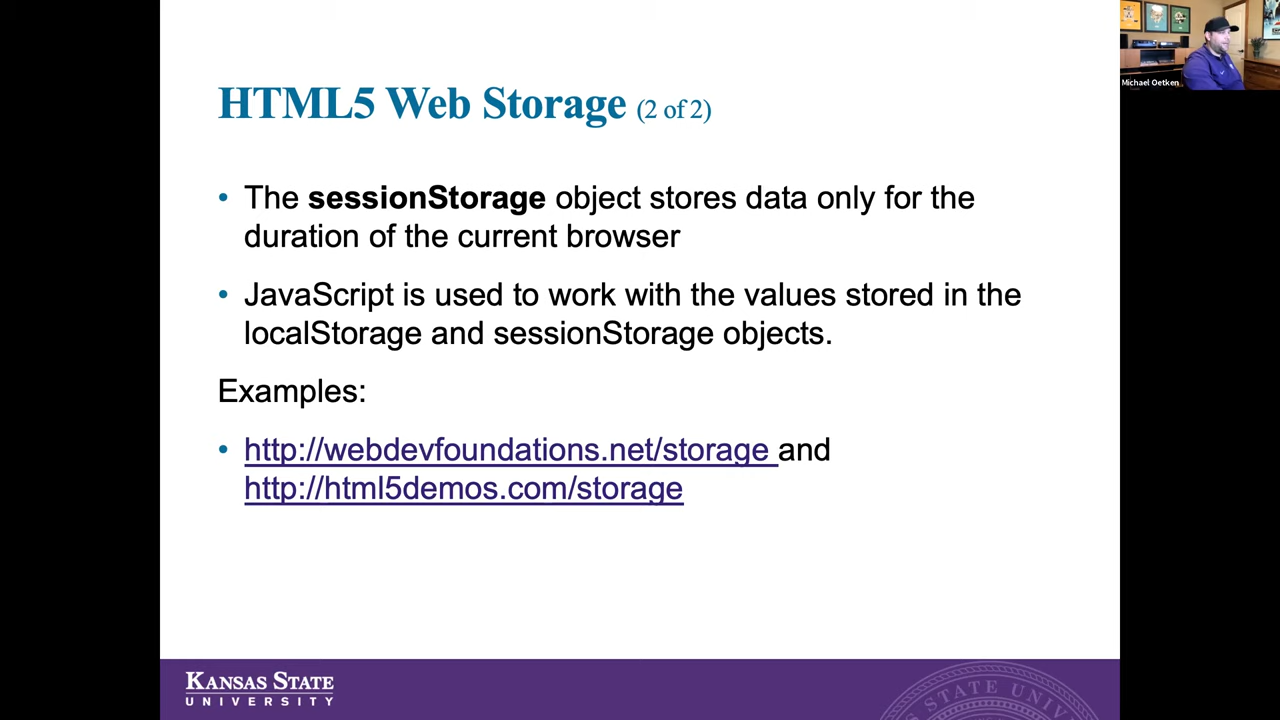 HTML5 Web Storage (2 of 2)
• The sessionStorage object stores data only for the
duration of the current browser
• JavaScript is used to work with the values stored in the
localStorage and sessionStorage objects.
Examples:
• http://webdevfoundations.net/storage and
http://html5demos.com/storage
KANSAS STATE
UNIVERSITY
STATE UNIV
Michael Oetken